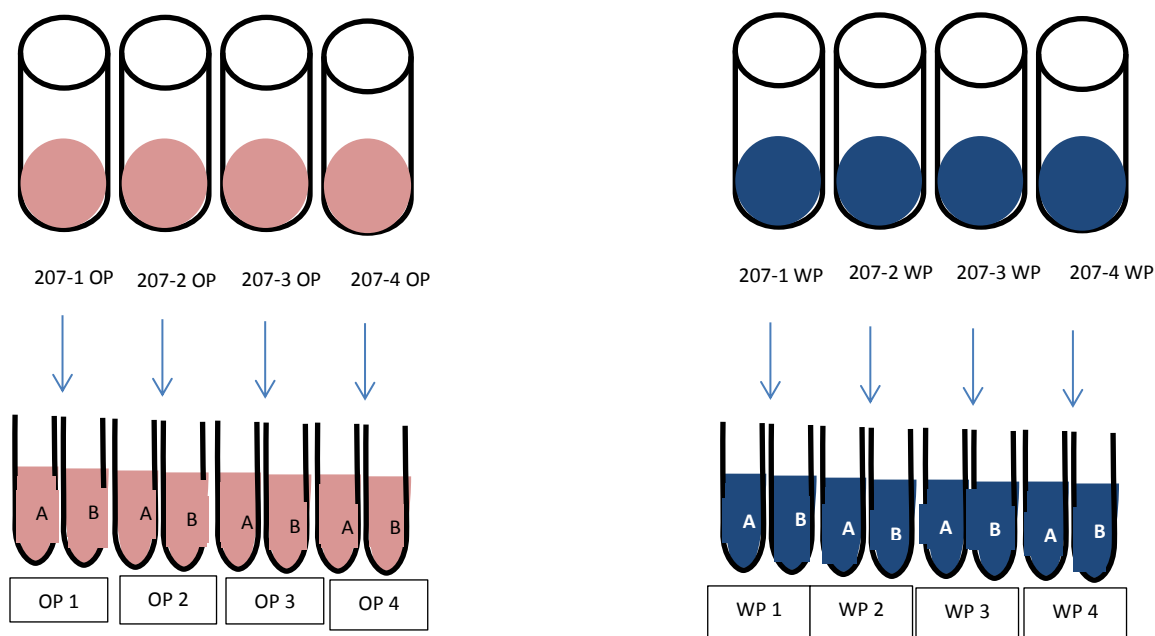 207-1 OP
207-2 OP
207-3 OP
207-4 OP
207-1 WP
207-2 WP
207-3 WP
207-4 WP
A
B
A
B
A
B
A
B
A
B
A
B
A
B
A
B
OP 1
OP 2
OP 3
OP 4
WP 1
WP 2
WP 3
WP 4